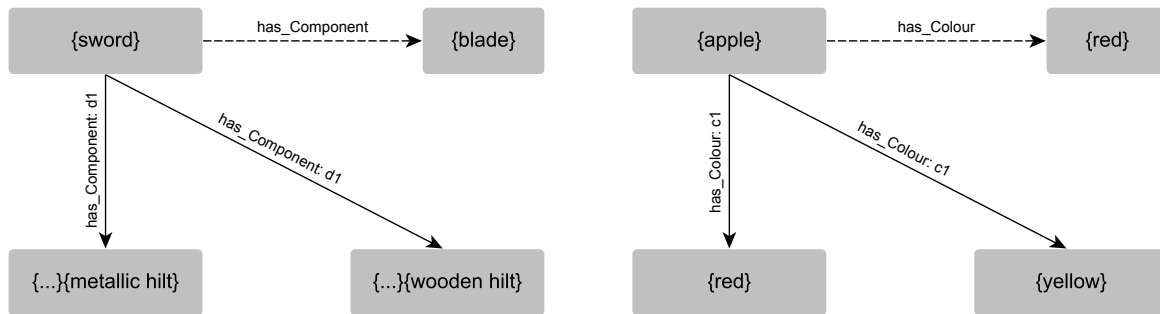 {sword}
has_Component
{blade}
has_Component: d1
has_Component: d1
{...}{metallic hilt}
{...}{wooden hilt}
{apple}
has_Colour
{red}
has_Colour: c1
has_Colour: c1
{red}
{yellow}